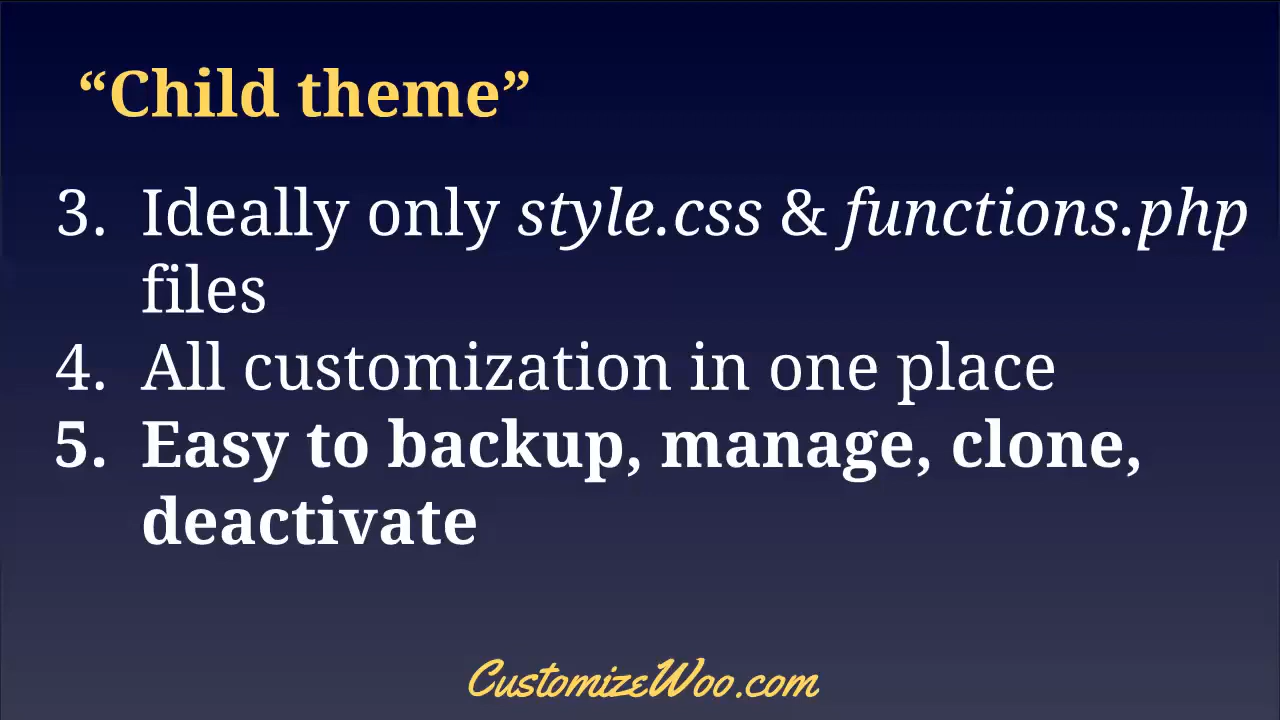 “Child theme”
3. Ideally only style.css & functions.php
files
4. All customization in one place
5. Easy to backup, manage, clone,
deactivate
CustomizeWoo.com